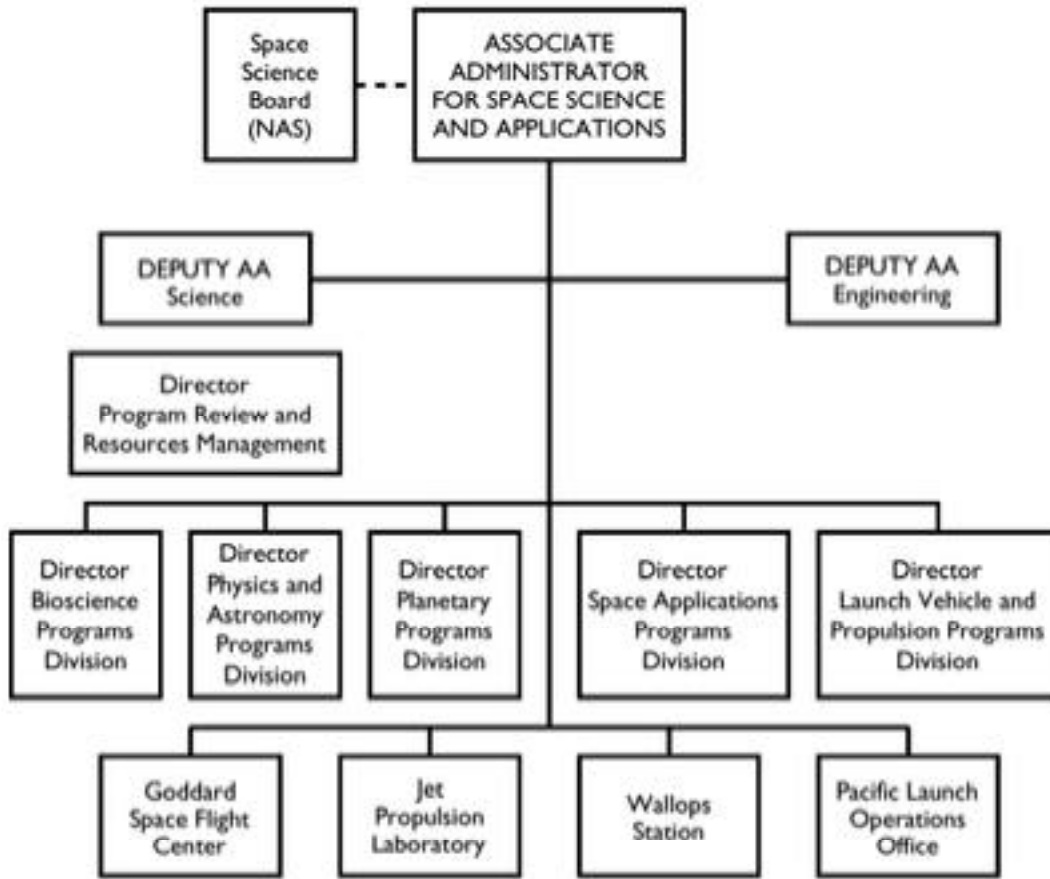 Space
Science
Board
(NAS)
ASSOCIATE
ADMINISTRATOR
FOR SPACE SCIENCE
AND APPLICATIONS
DEPUTY AA
Science
DEPUTY AA
Engineering
Director
Program Review and
Resources Management
Director
Bioscience
Programs
Division
Director
Physics and
Astronomy
Programs
Division
Director
Planetary
Programs
Division
Director
Space Applications
Programs
Division
Director
Launch Vehicle and
Propulsion Programs
Division
Goddard
Space Flight
Center
Jet
Propulsion
Laboratory
Wallops
Station
Pacific Launch
Operations
Office